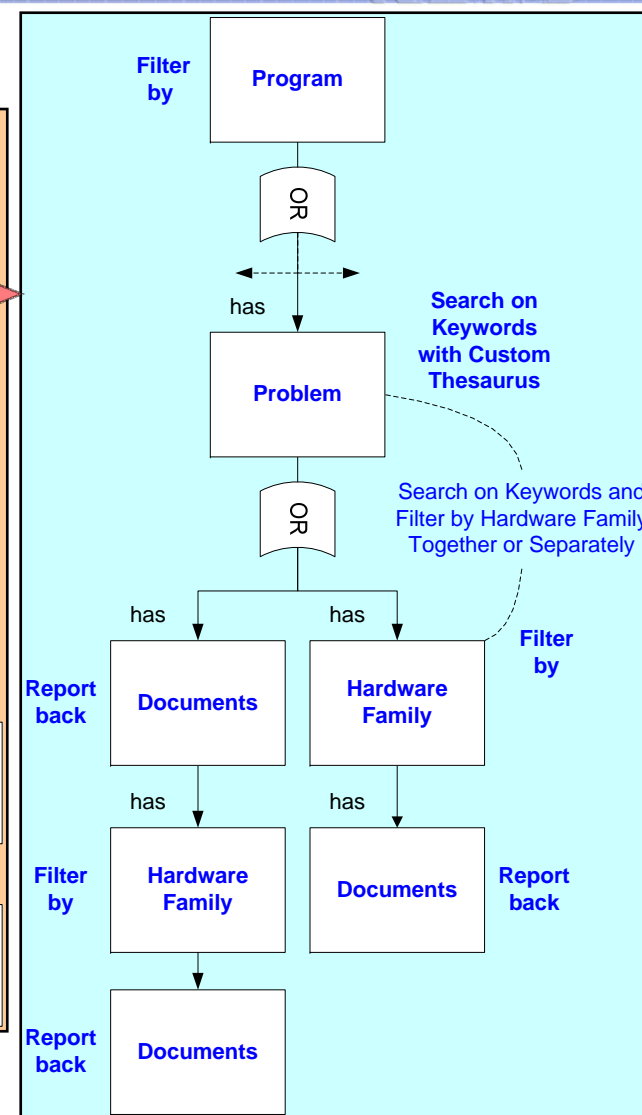 Filter
by
Program
OR
has
Search on
Keywords
with Custom
Thesaurus
Problem
OR
Search on Keywords and
Filter by Hardware Family
Together or Separately
has
has
Filter
by
Report
back
Documents
Hardware
Family
has
has
Filter
by
Hardware
Family
Documents
Report
back
Report
back
Documents